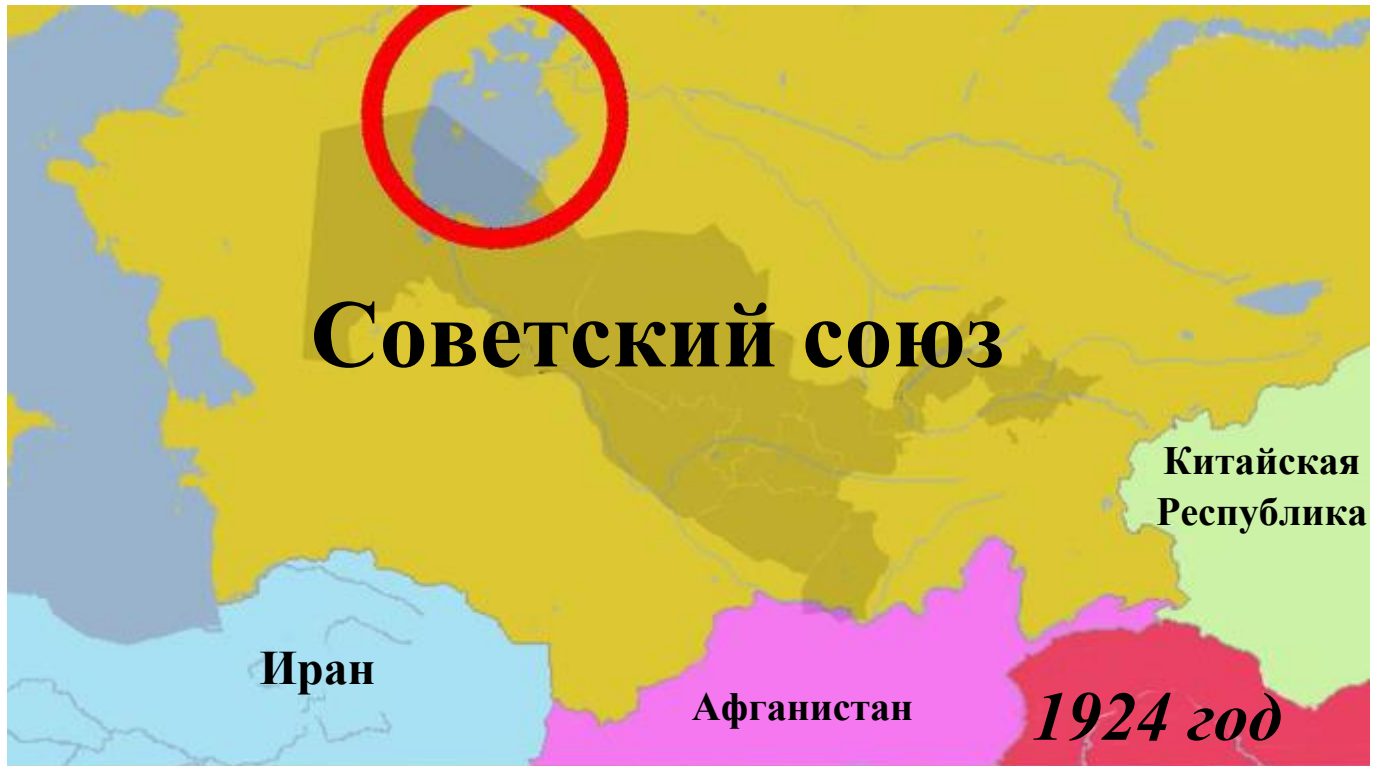 Советский союз
Китайская
Республика
Иран
Афганистан
1924 год